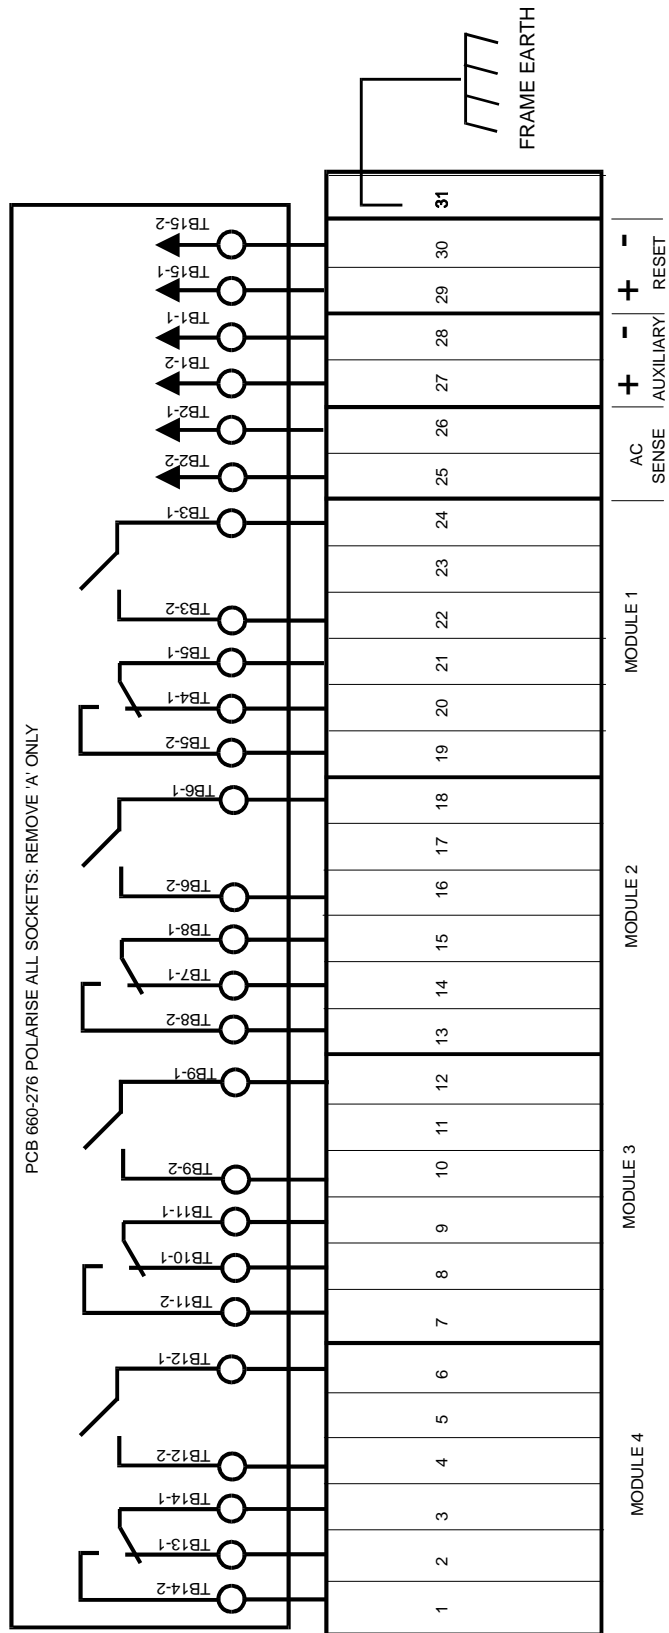 PCB 660-276 POLARISE ALL SOCKETS: REMOVE 'A' ONLY
TB14-2
TB13-1
TB14-1
TB12-2
TB12-1
TB11-2
TB10-1
TB11-1
TB9-2
TB9-1
TB8-2
TB7-1
TB8-1
TB6-2
TB6-1
TB5-2
TB4-1
TB5-1
TB3-2
TB3-1
TB2-2
TB2-1
TB1-2
TB1-1
TB15-1
TB15-2
1
2
3
4
5
6
7
8
9
10
11
12
13
14
15
16
17
18
19
20
21
22
23
24
25
26
27
28
29
30
31
FRAME EARTH
MODULE 4
MODULE 3
MODULE 2
MODULE 1
AC
SENSE
+ -
AUXILIARY
+ -
RESET